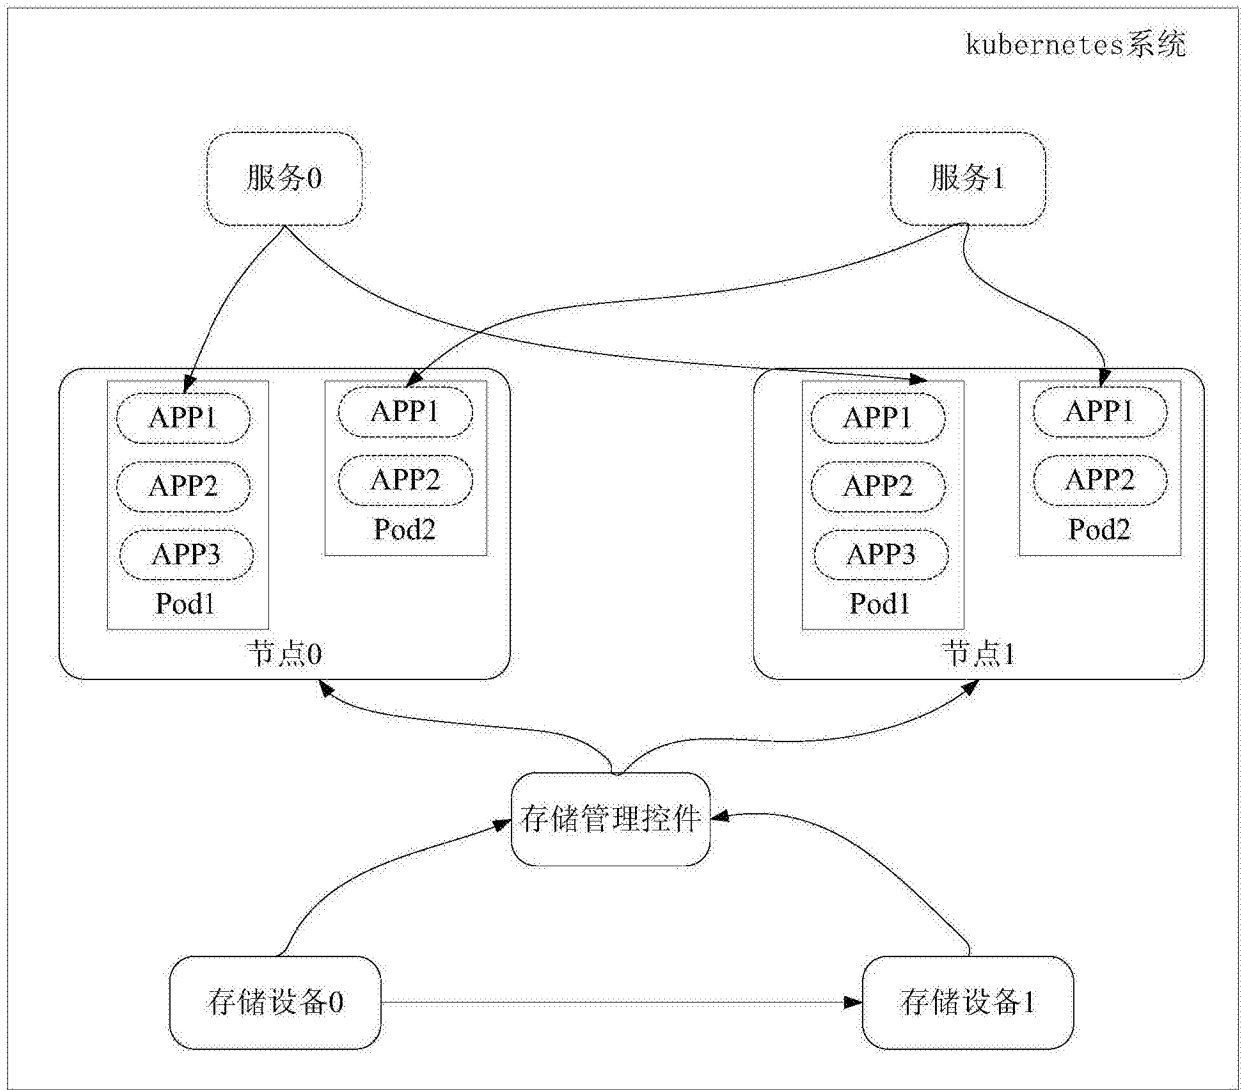 kubernetes系统
服务0
服务1
APP1
APP2
APP3
Pod1
APP1
APP2
Pod2
节点0
APP1
APP2
APP3
Pod1
APP1
APP2
Pod2
节点1
存储管理控件
存储设备0
存储设备1